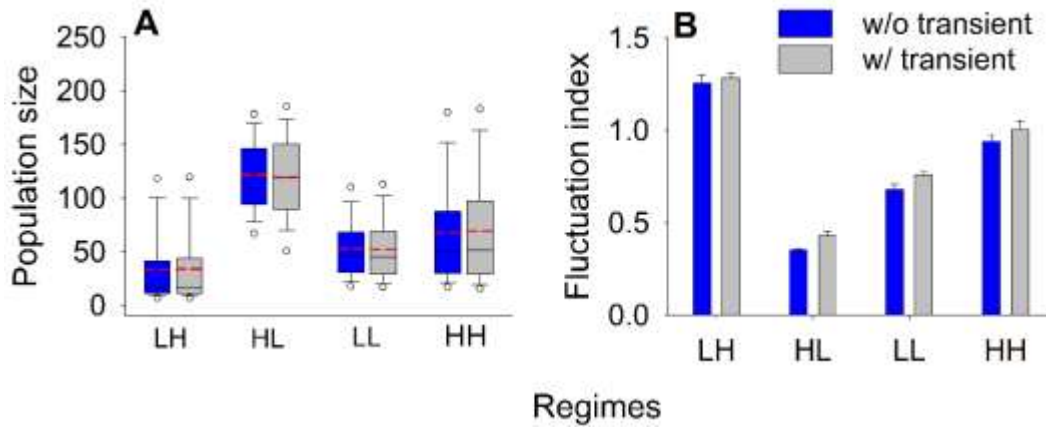 A
Population size
250
200
150
100
50
0
LH HL LL HH
B
w/o transient
w/ transient
Fluctuation index
1.5
1.0
0.5
0.0
LH HL LL HH
Regimes